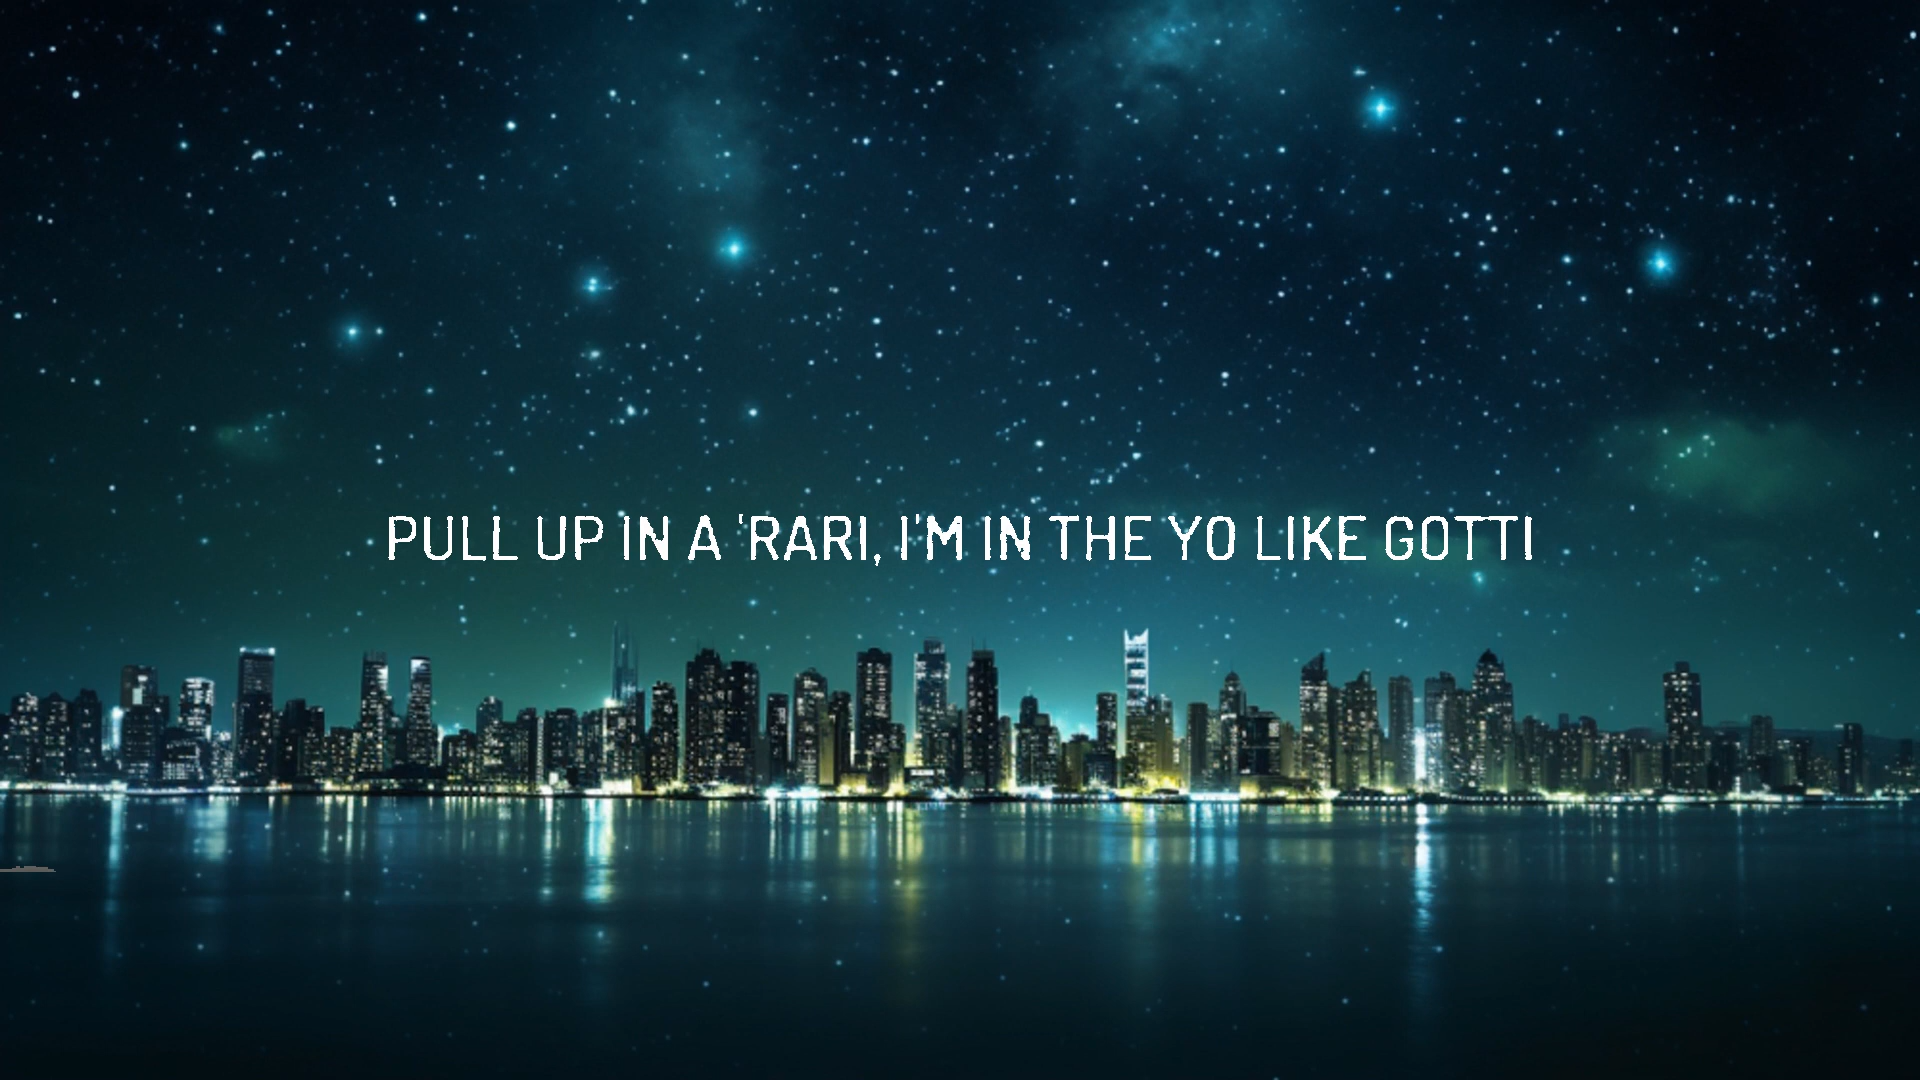 PULL UP IN A 'RARI, I'M IN THE YO LIKE GOTTI